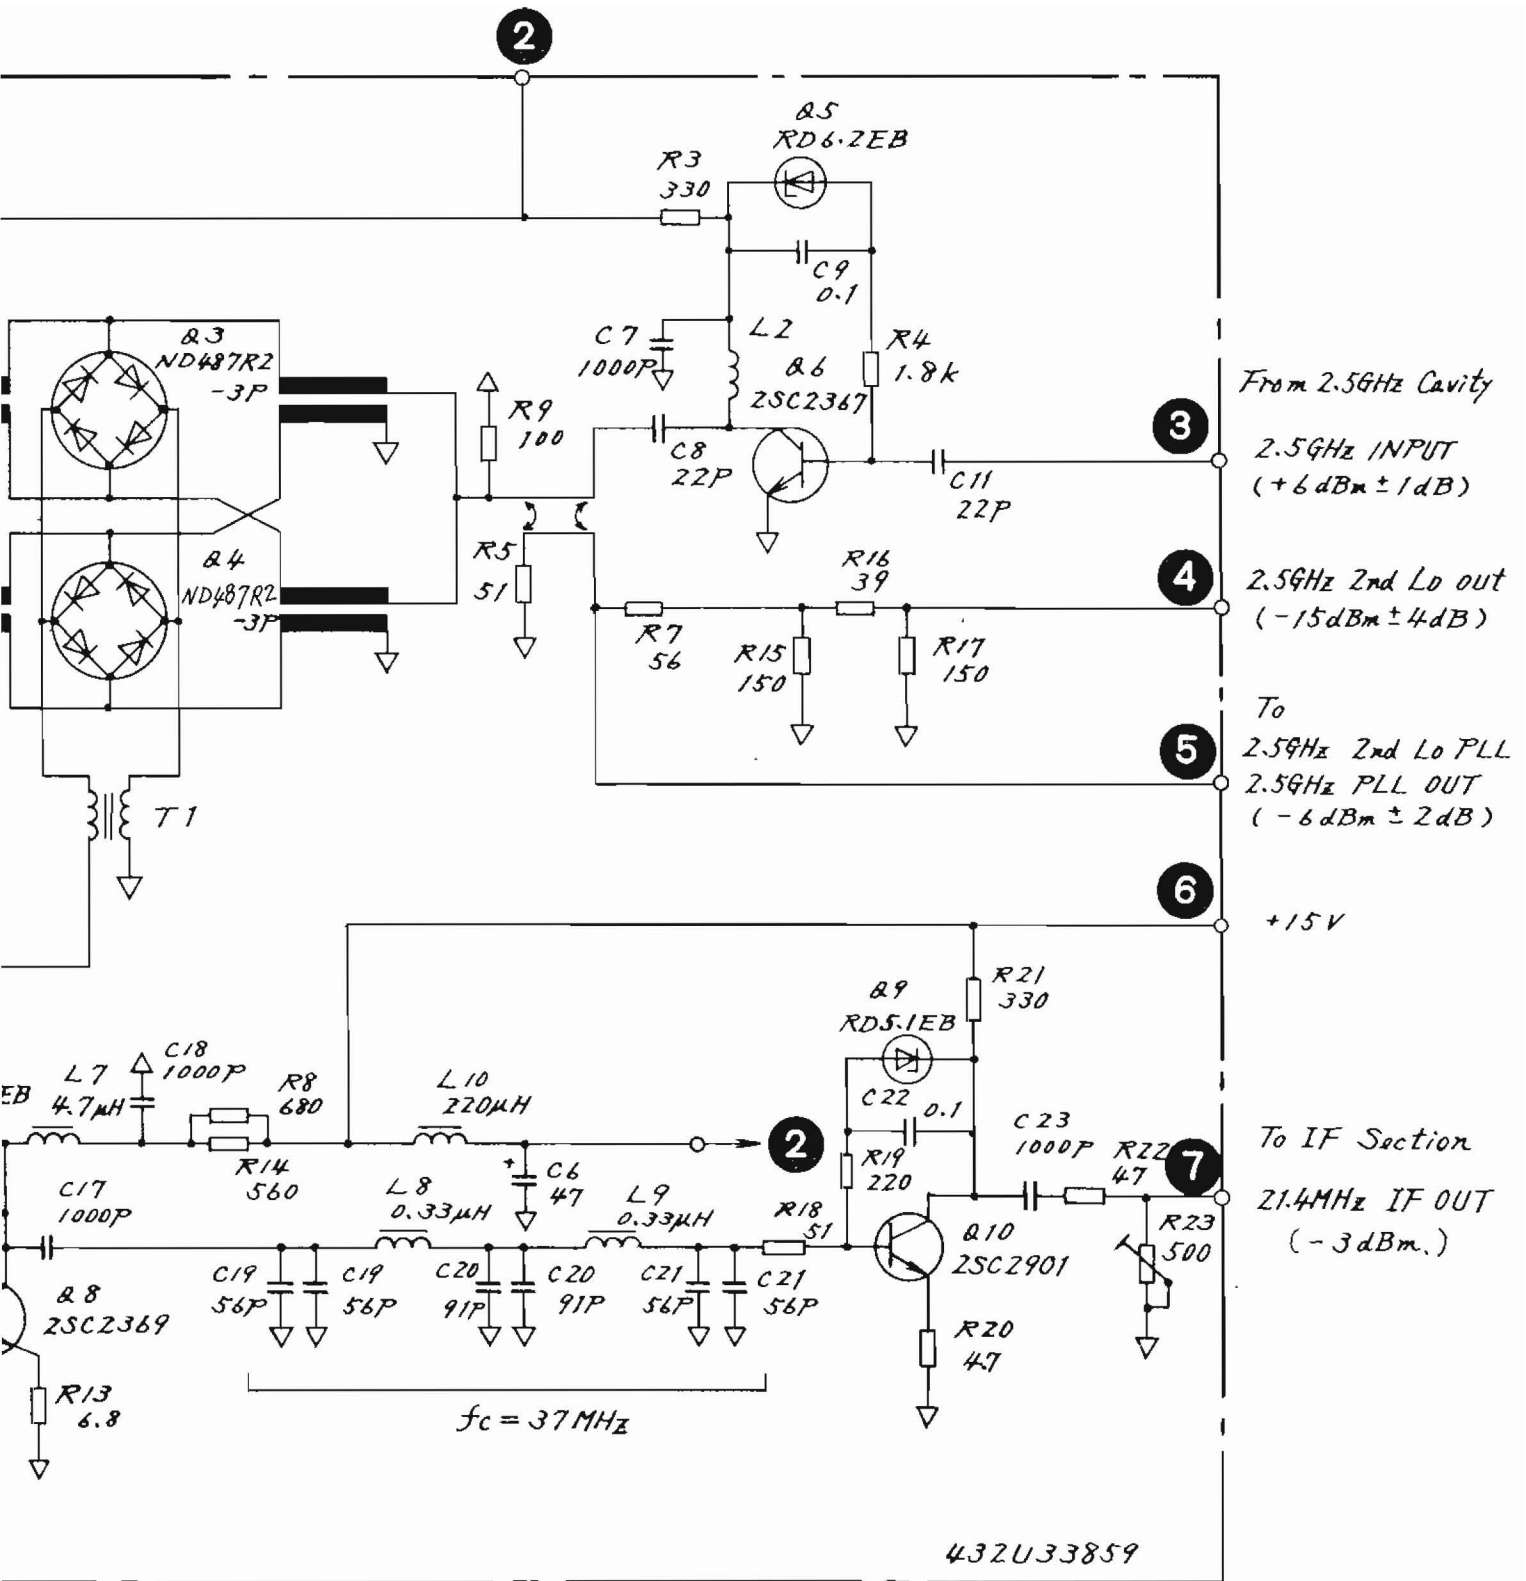 2
Q5
RD6.2EB
R3
330
C9
0.1
Q3
ND487R2
-3P
C7
1000P
L2
R4
1.8k
Q6
2SC2367
From 2.5GHz Cavity
R9
100
3
2.5GHz INPUT
(+6dBm ± 1dB)
C8
22P
C11
22P
Q4
ND487R2
-3P
R5
51
R16
39
4
2.5GHz 2nd Lo out
(-15dBm ± 4dB)
R7
56
R15
150
R17
150
To
5
2.5GHz 2nd Lo PLL
2.5GHz PLL OUT
(-6dBm ± 2dB)
T1
6
+15V
R21
330
Q9
RD5.1EB
C18
1000P
EB
L7
4.7μH
R8
680
L10
220μH
C22
0.1
C23
1000P
R22
47
2
7
To IF Section
R14
560
+
C6
47
R19
220
C17
1000P
L8
0.33μH
L9
0.33μH
R18
51
21.4MHz IF OUT
(-3dBm.)
R23
500
Q10
2SC2901
C19
56P
C19
56P
C20
91P
C20
91P
C21
56P
C21
56P
Q8
2SC2369
R20
47
R13
6.8
fc = 37MHz
432U33859